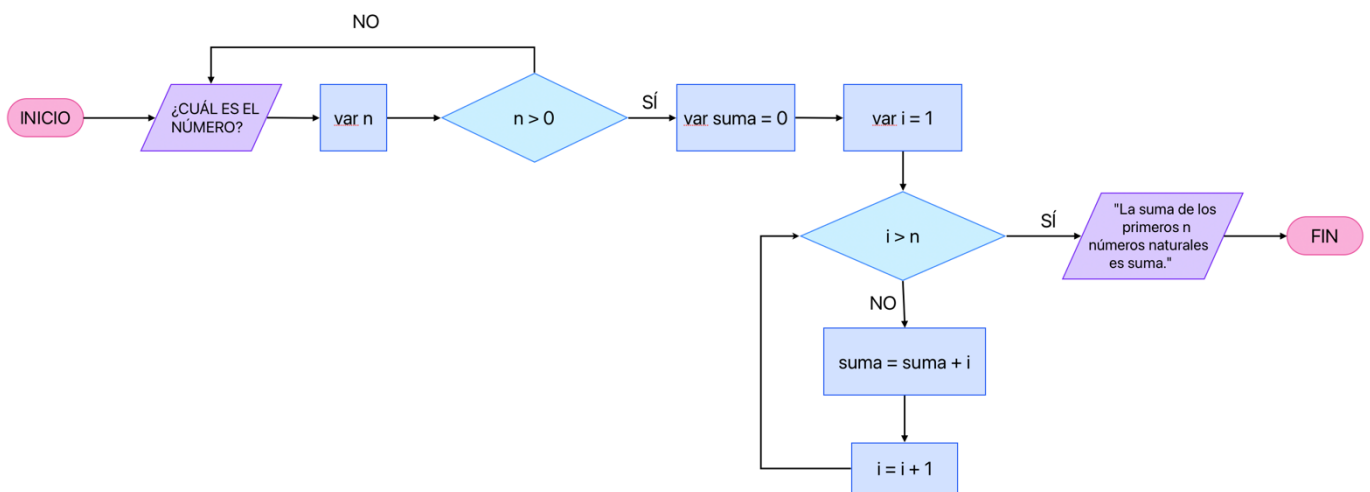 NO
INICIO
¿CUÁL ES EL
NÚMERO?
var n
n > 0
SÍ
var suma = 0
var i = 1
i > n
SÍ
"La suma de los
primeros n
números naturales
es suma."
FIN
NO
suma = suma + i
i = i + 1